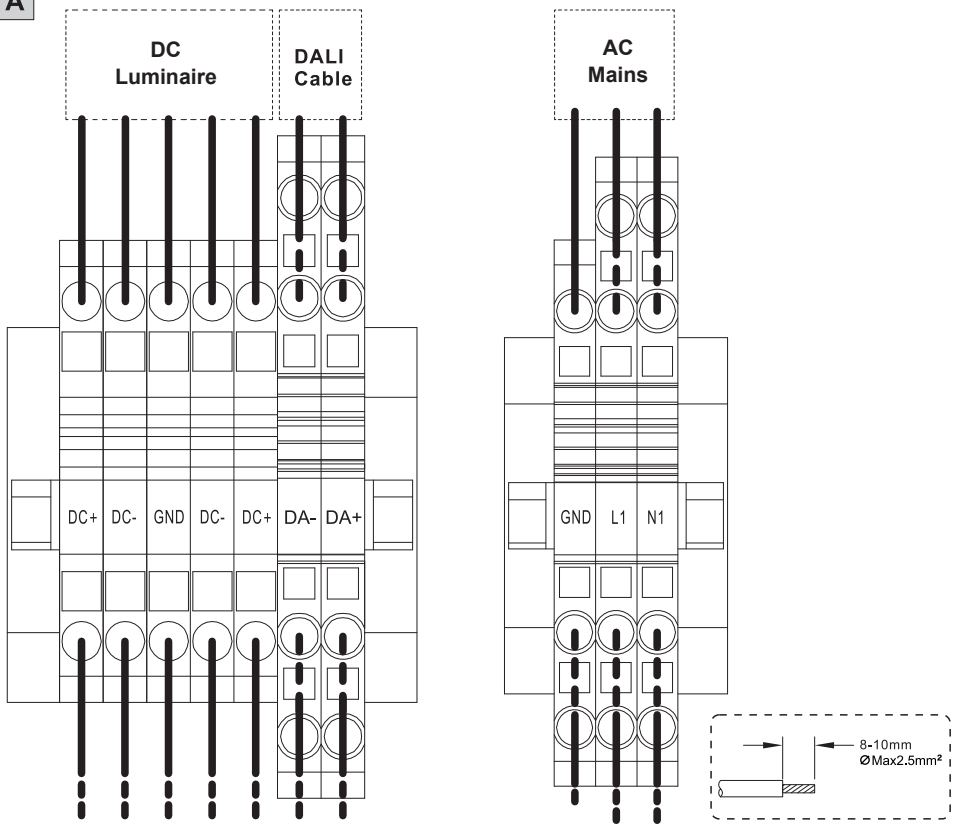 A
DC
Luminaire
DALI
Cable
AC
Mains
DC+ DC- GND DC- DC+ DA- DA+
GND L1 N1
8-10mm
ØMax2.5mm²